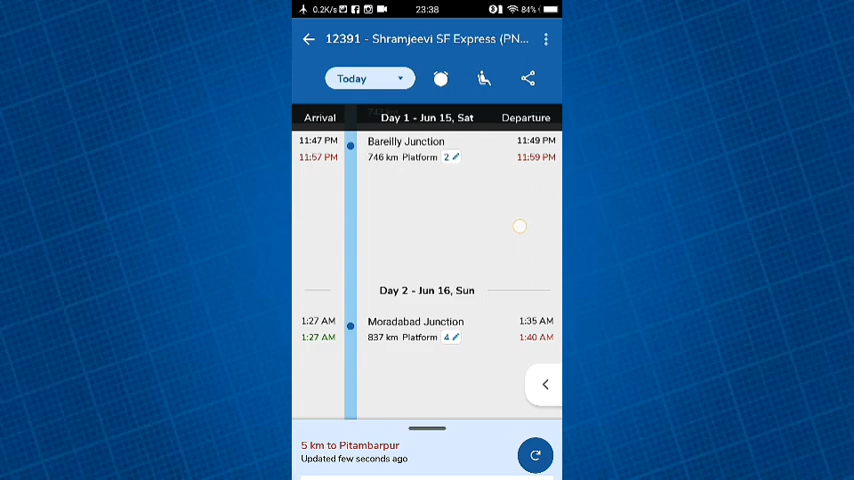 0.2K/s 23:38 84%
12391 - Shramjeevi SF Express (PN...
Today
Arrival Day 1 - Jun 15, Sat Departure
11:47 PM Bareilly Junction 11:49 PM
11:57 PM 746 km Platform 2 11:59 PM
Day 2 - Jun 16, Sun
1:27 AM Moradabad Junction 1:35 AM
1:27 AM 837 km Platform 4 1:40 AM
5 km to Pitambarpur
Updated few seconds ago